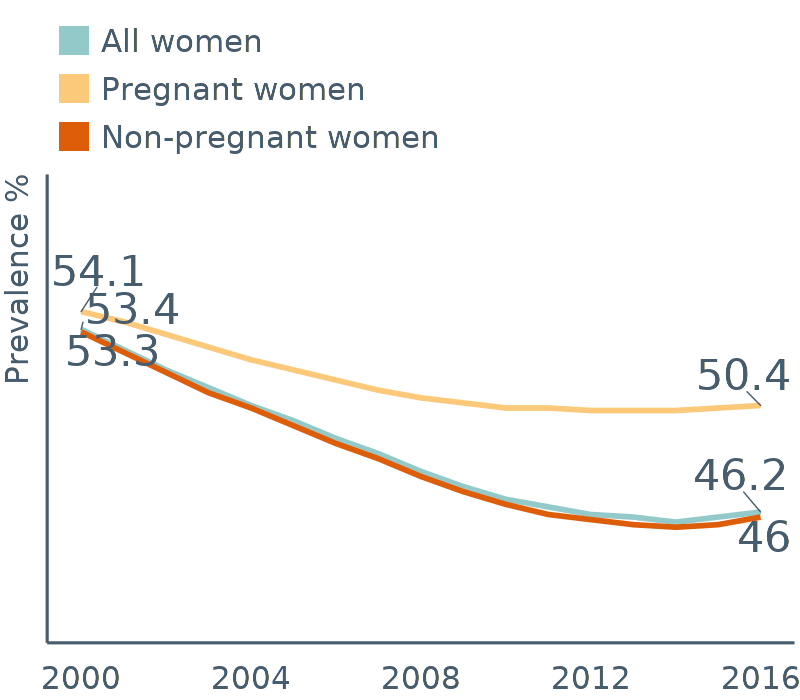 All women
Pregnant women
Non-pregnant women
Prevalence %
54.1
53.4
53.3
50.4
46.2
46
2000 2004 2008 2012 2016